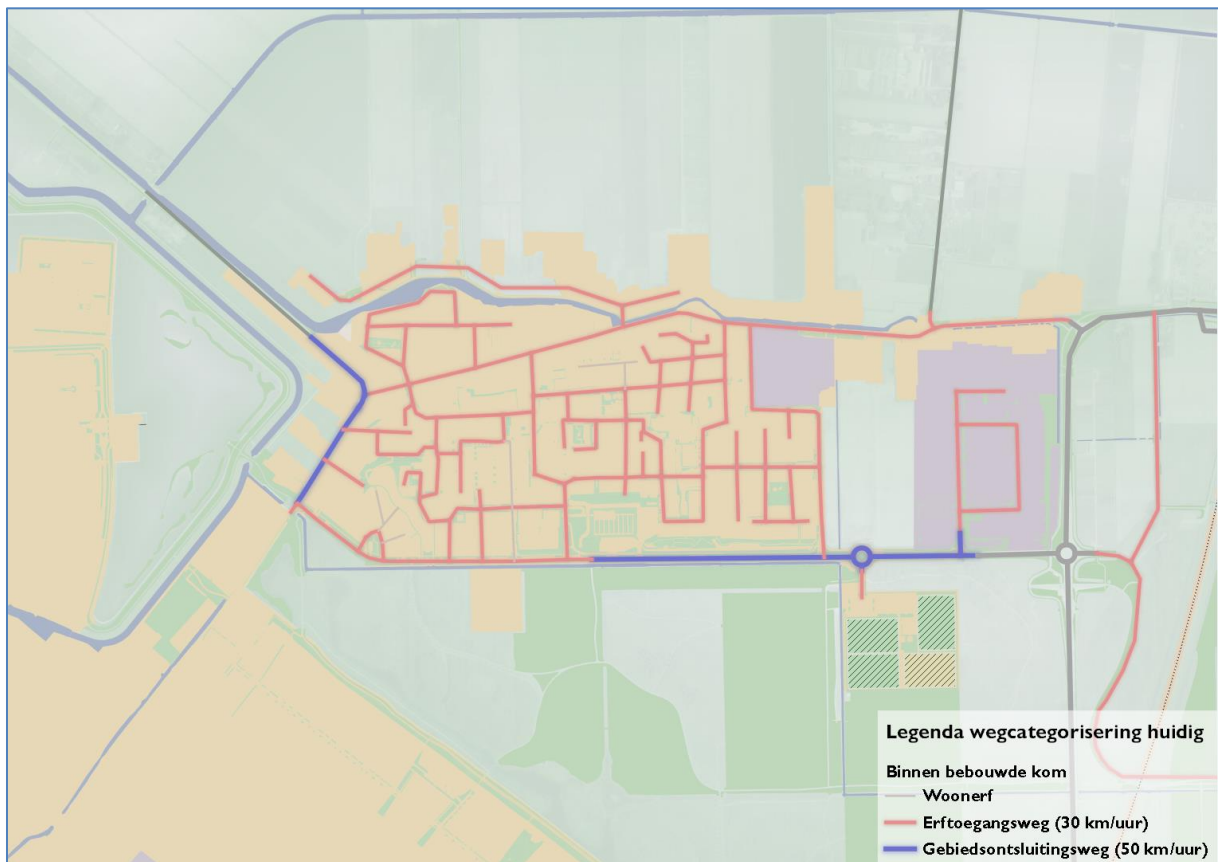 Legenda wegcategorisering huidig
Binnen bebouwde kom
Woonerf
Erftoegangsweg (30 km/uur)
Gebiedsontsluitingsweg (50 km/uur)